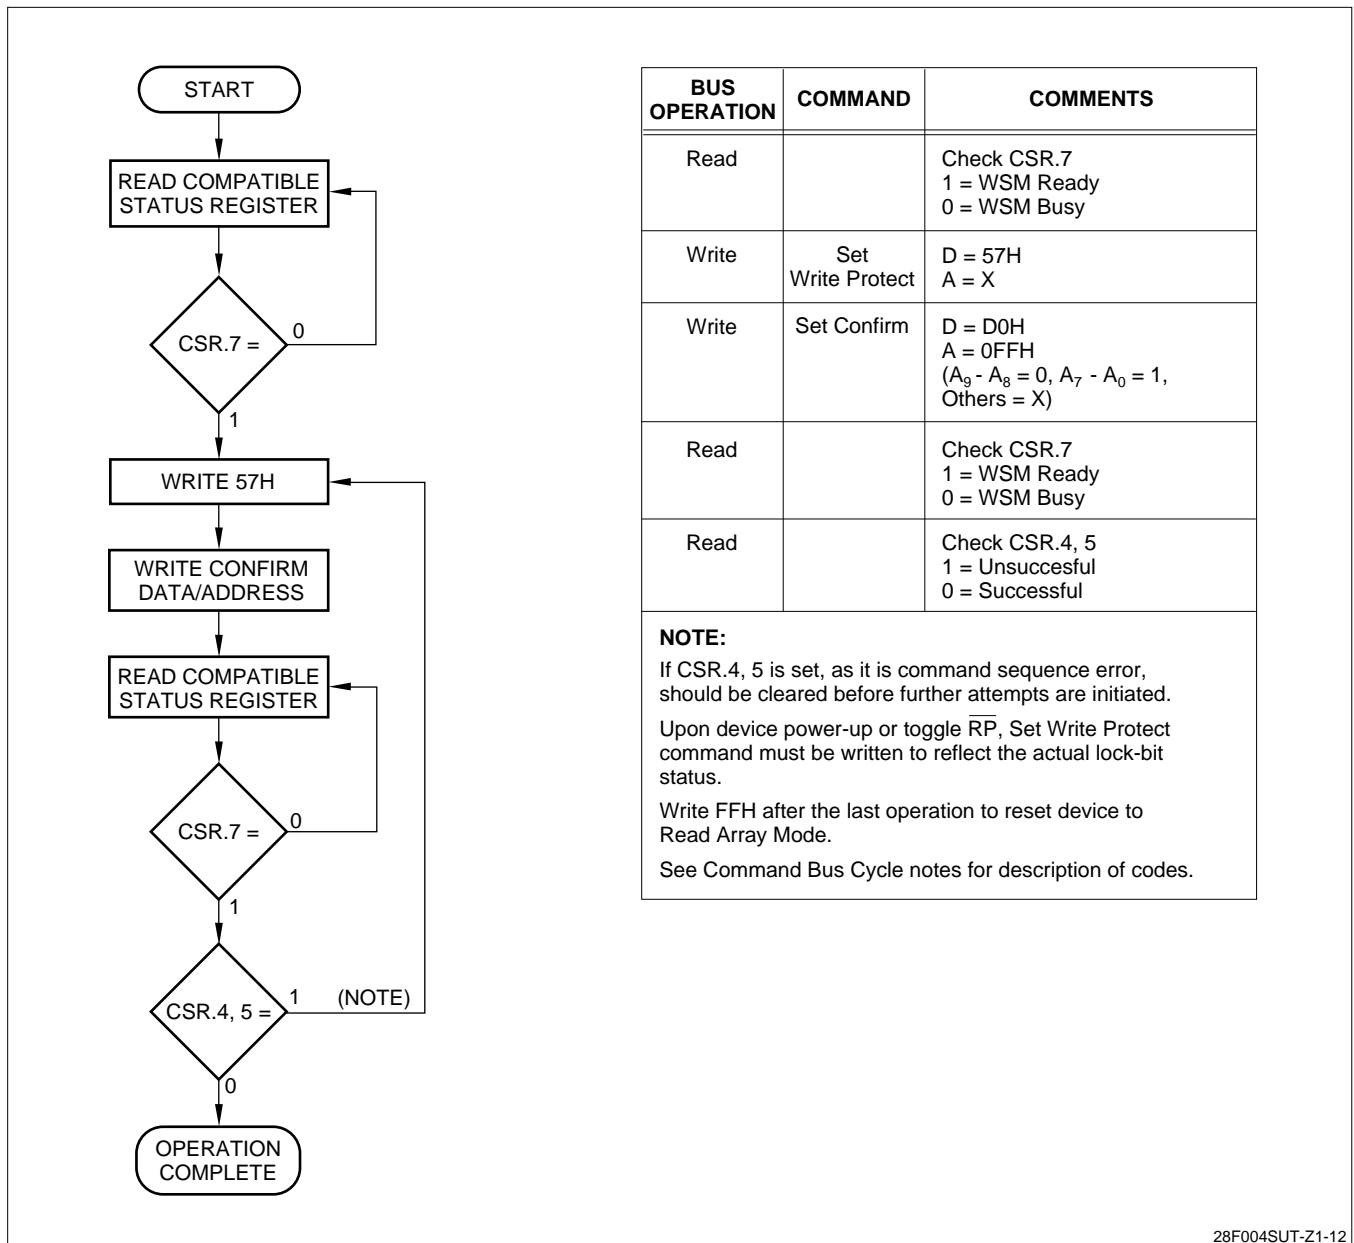 START
READ COMPATIBLE
STATUS REGISTER
CSR.7 =
0
1
WRITE 57H
WRITE CONFIRM
DATA/ADDRESS
READ COMPATIBLE
STATUS REGISTER
CSR.7 =
0
1
CSR.4, 5 =
1 (NOTE)
0
OPERATION
COMPLETE
BUS
OPERATION COMMAND COMMENTS
Read Check CSR.7
1 = WSM Ready
0 = WSM Busy
Write Set D = 57H
Write Protect A = X
Write Set Confirm D = D0H
A = 0FFH
(A9 - A8 = 0, A7 - A0 = 1,
Others = X)
Read Check CSR.7
1 = WSM Ready
0 = WSM Busy
Read Check CSR.4, 5
1 = Unsuccesful
0 = Successful
NOTE:
If CSR.4, 5 is set, as it is command sequence error,
should be cleared before further attempts are initiated.
Upon device power-up or toggle R̅P̅, Set Write Protect
command must be written to reflect the actual lock-bit
status.
Write FFH after the last operation to reset device to
Read Array Mode.
See Command Bus Cycle notes for description of codes.
28F004SUT-Z1-12